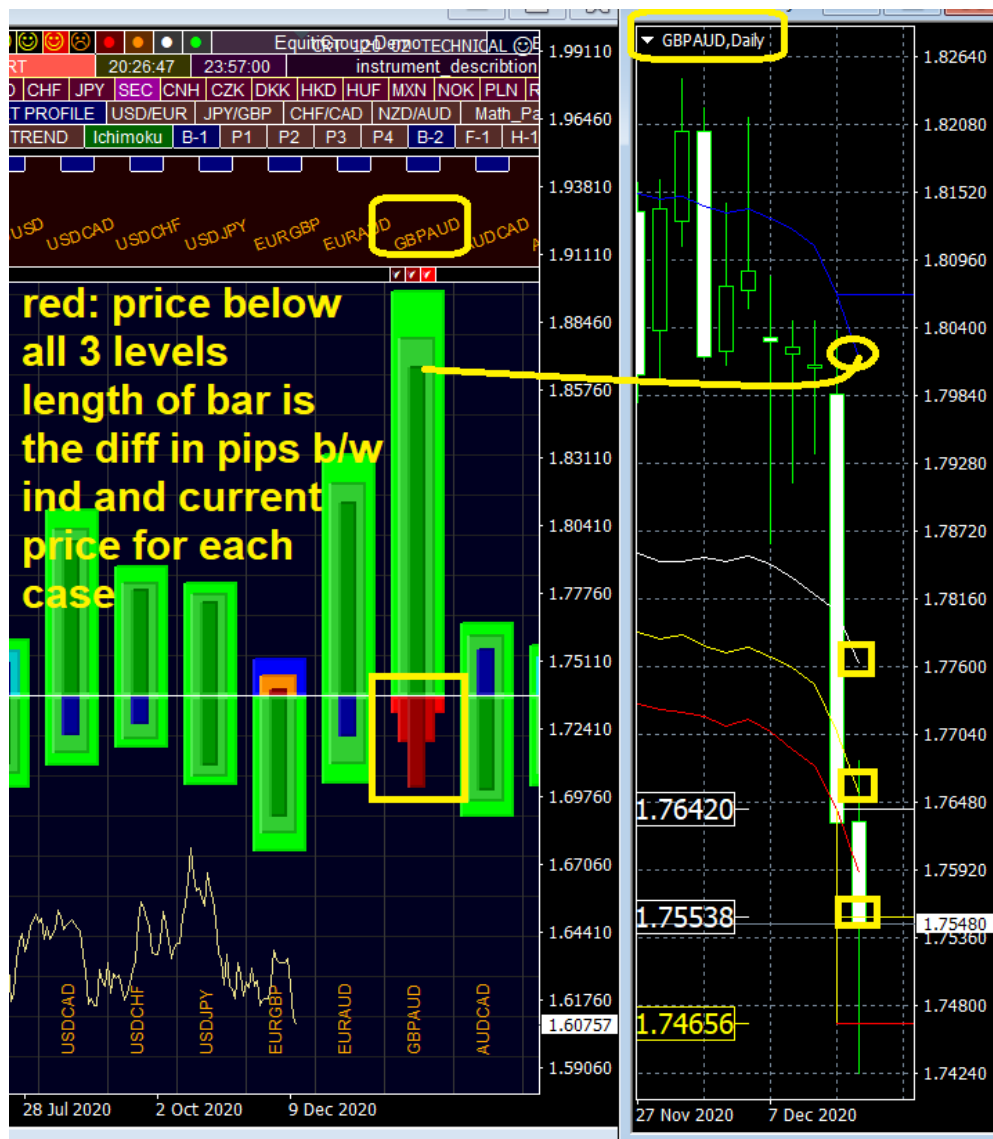 GBPAUD,Daily
20:26:47 23:57:00 instrument_describtion
CHF JPY SEC CNH CZK DKK HKD HUF MXN NOK PLN
T PROFILE USD/EUR JPY/GBP CHF/CAD NZD/AUD Math_Pa
TREND Ichimoku B-1 P1 P2 P3 P4 B-2 F-1 H-1
USD USDCAD USDCHF USDJPY EURGBP EURAUD GBPAUD AUDCAD
red: price below
all 3 levels
length of bar is
the diff in pips b/w
ind and current
price for each
case
USDCAD USDCHF USDJPY EURGBP EURAUD GBPAUD AUDCAD
28 Jul 2020 2 Oct 2020 9 Dec 2020
1.99110
1.96460
1.93810
1.91110
1.88460
1.85760
1.83110
1.80410
1.77760
1.75110
1.72410
1.69760
1.67060
1.64410
1.61760
1.60757
1.59060
1.76420
1.75538
1.74656
1.82640
1.82080
1.81520
1.80960
1.80400
1.79840
1.79280
1.78720
1.78160
1.77600
1.77040
1.76480
1.75920
1.75480
1.75360
1.74800
1.74240
27 Nov 2020 7 Dec 2020